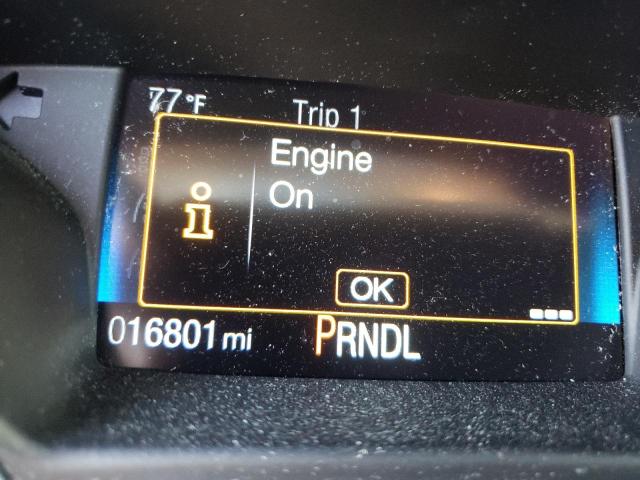 77°F
Trip 1
Engine
On
OK
016801 mi
PRNDL